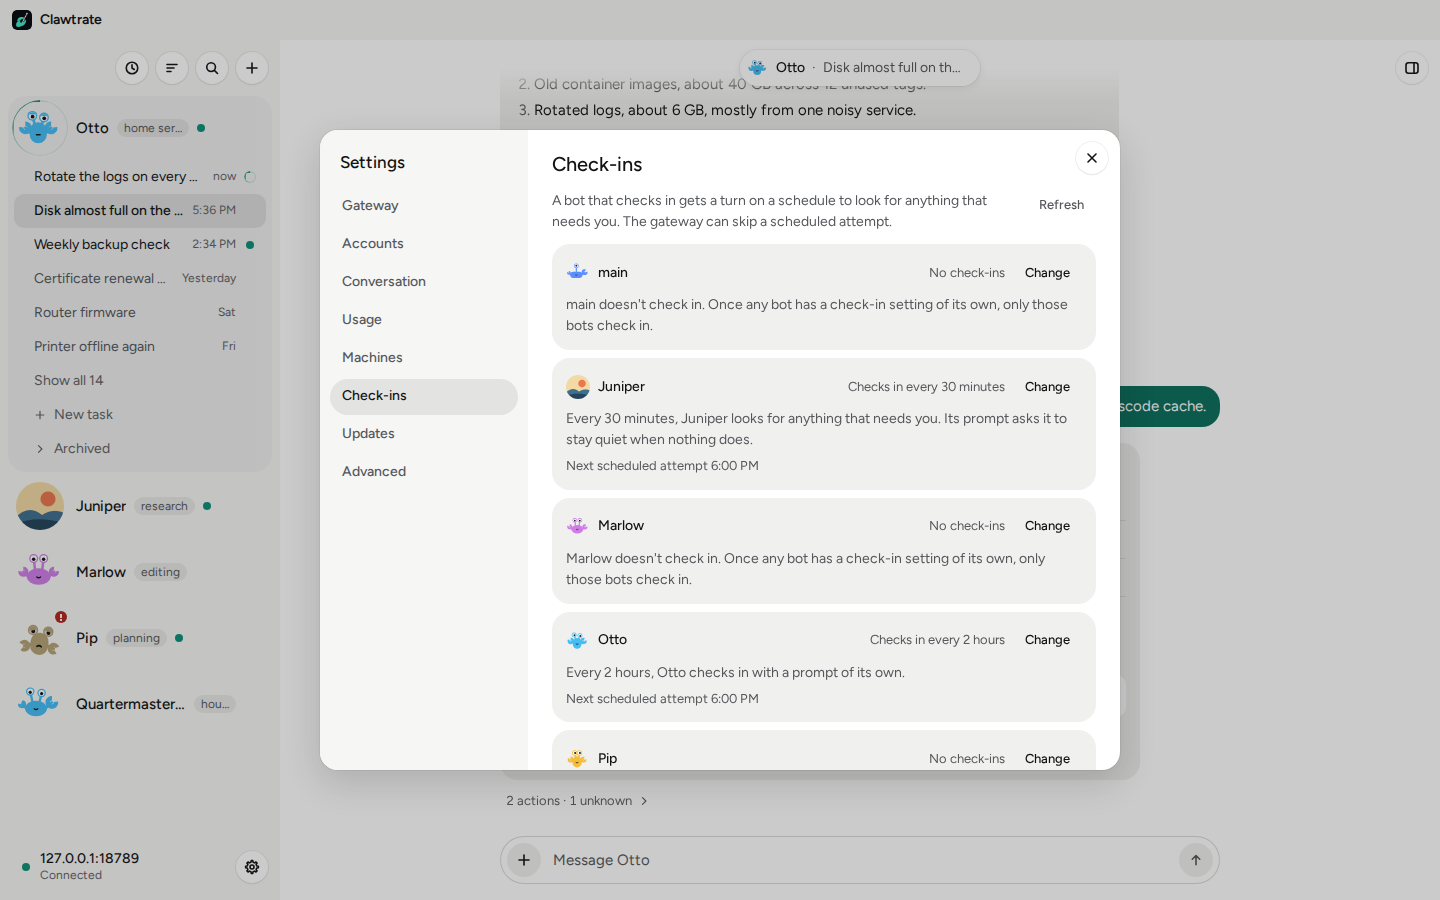 Clawtrate
Otto home ser...
Rotate the logs on every ... now
Disk almost full on the ... 5:36 PM
Weekly backup check 2:34 PM
Certificate renewal ... Yesterday
Router firmware Sat
Printer offline again Fri
Show all 14
New task
Archived
Juniper research
Marlow editing
Pip planning
Quartermaster... hou...
127.0.0.1:18789
Connected
Otto · Disk almost full on th...
2. Old container images, about 40 GB across 12 unused tags.
3. Rotated logs, about 6 GB, mostly from one noisy service.
Settings
Gateway
Accounts
Conversation
Usage
Machines
Check-ins
Updates
Advanced
Check-ins
A bot that checks in gets a turn on a schedule to look for anything that
needs you. The gateway can skip a scheduled attempt.
Refresh
main No check-ins Change
main doesn't check in. Once any bot has a check-in setting of its own, only those
bots check in.
Juniper Checks in every 30 minutes Change
Every 30 minutes, Juniper looks for anything that needs you. Its prompt asks it to
stay quiet when nothing does.
Next scheduled attempt 6:00 PM
Marlow No check-ins Change
Marlow doesn't check in. Once any bot has a check-in setting of its own, only
those bots check in.
Otto Checks in every 2 hours Change
Every 2 hours, Otto checks in with a prompt of its own.
Next scheduled attempt 6:00 PM
Pip No check-ins Change
scode cache.
2 actions · 1 unknown
Message Otto